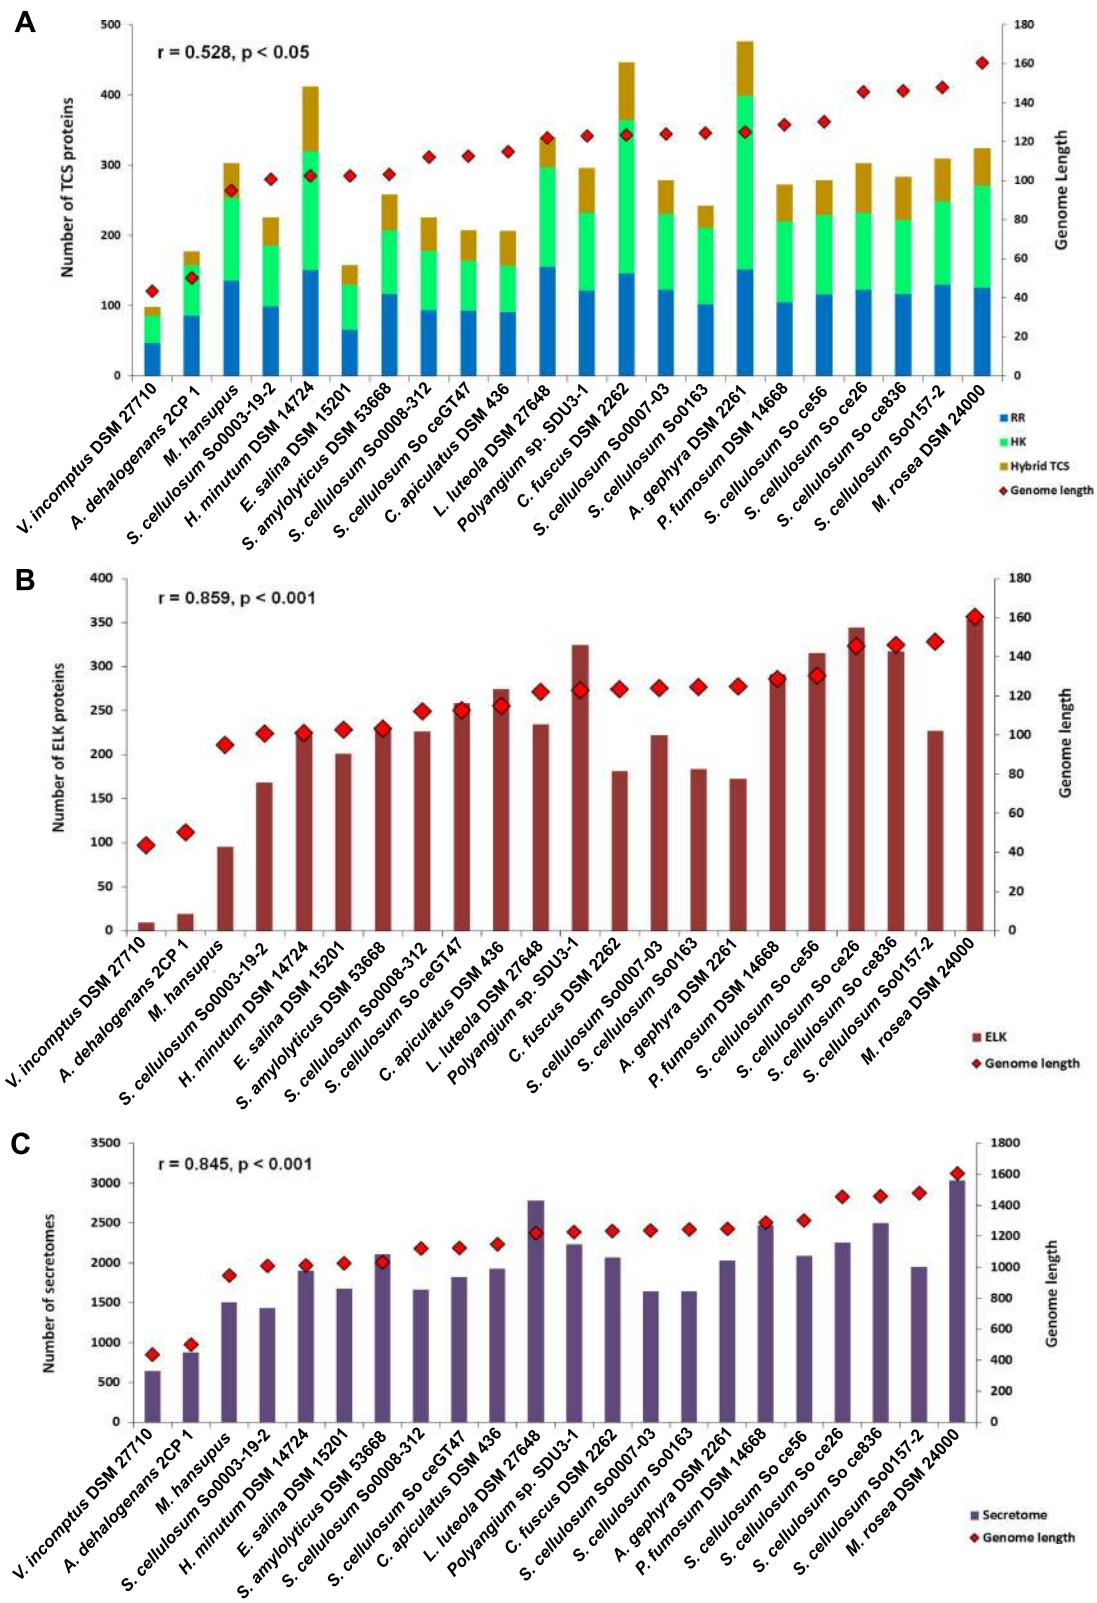 A
r = 0.528, p < 0.05
Number of TCS proteins
500
400
300
200
100
0
180
160
140
120
100
80
60
40
20
0
Genome Length
V. incomptus DSM 27710
A. dehalogenans 2CP 1
M. hansupus
S. cellulosum So0003-19-2
H. minutum DSM 14724
E. salina DSM 15201
S. amylolyticus DSM 53668
S. cellulosum So0008-312
S. cellulosum So ceGT47
C. apiculatus DSM 436
L. luteola DSM 27648
Polyangium sp. SDU3-1
C. fuscus DSM 2262
S. cellulosum So0007-03
S. cellulosum So0163
A. gephyra DSM 2261
P. fumosum DSM 14668
S. cellulosum So ce56
S. cellulosum So ce26
S. cellulosum So ce836
S. cellulosum So0157-2
M. rosea DSM 24000
RR
HK
Hybrid TCS
Genome length
B
r = 0.859, p < 0.001
Number of ELK proteins
400
350
300
250
200
150
100
50
0
180
160
140
120
100
80
60
40
20
0
Genome length
V. incomptus DSM 27710
A. dehalogenans 2CP 1
M. hansupus
S. cellulosum So0003-19-2
H. minutum DSM 14724
E. salina DSM 15201
S. amylolyticus DSM 53668
S. cellulosum So0008-312
S. cellulosum So ceGT47
C. apiculatus DSM 436
L. luteola DSM 27648
Polyangium sp. SDU3-1
C. fuscus DSM 2262
S. cellulosum So0007-03
S. cellulosum So0163
A. gephyra DSM 2261
P. fumosum DSM 14668
S. cellulosum So ce56
S. cellulosum So ce26
S. cellulosum So ce836
S. cellulosum So0157-2
M. rosea DSM 24000
ELK
Genome length
C
r = 0.845, p < 0.001
Number of secretomes
3500
3000
2500
2000
1500
1000
500
0
1800
1600
1400
1200
1000
800
600
400
200
0
Genome length
V. incomptus DSM 27710
A. dehalogenans 2CP 1
M. hansupus
S. cellulosum So0003-19-2
H. minutum DSM 14724
E. salina DSM 15201
S. amylolyticus DSM 53668
S. cellulosum So0008-312
S. cellulosum So ceGT47
C. apiculatus DSM 436
L. luteola DSM 27648
Polyangium sp. SDU3-1
C. fuscus DSM 2262
S. cellulosum So0007-03
S. cellulosum So0163
A. gephyra DSM 2261
P. fumosum DSM 14668
S. cellulosum So ce56
S. cellulosum So ce26
S. cellulosum So ce836
S. cellulosum So0157-2
M. rosea DSM 24000
Secretome
Genome length